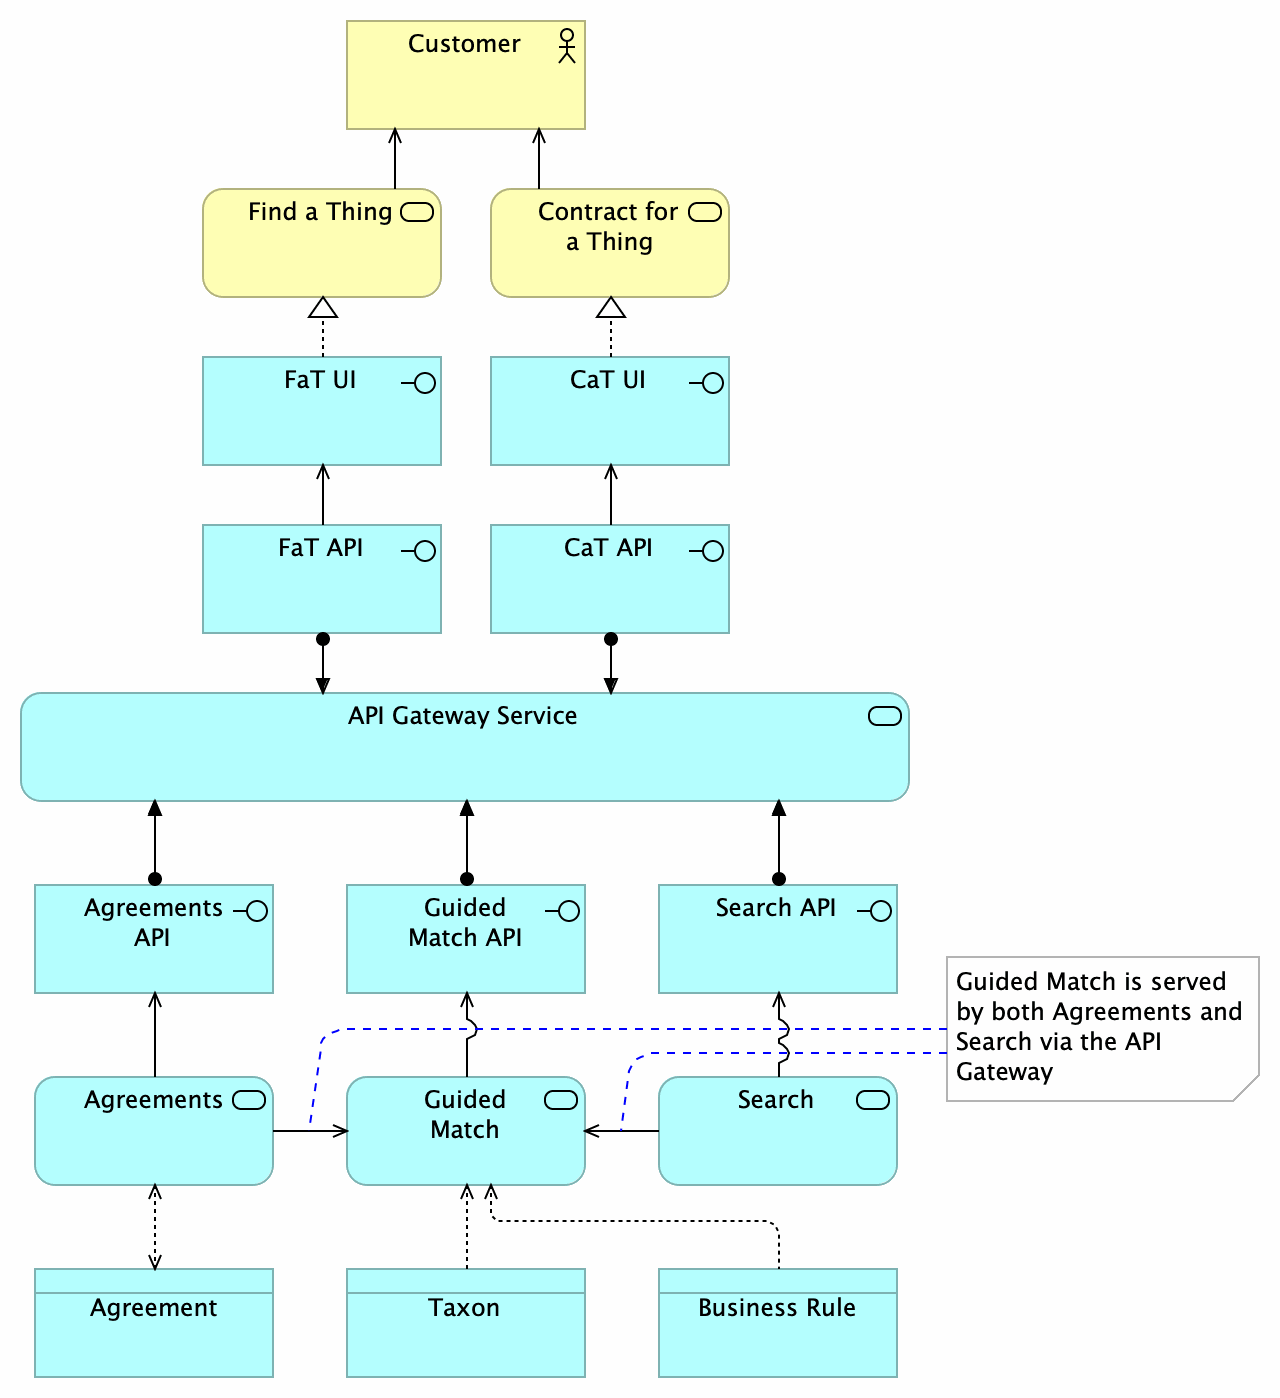 Customer
Find a Thing
Contract for
a Thing
FaT UI
CaT UI
FaT API
CaT API
API Gateway Service
Agreements
API
Guided
Match API
Search API
Guided Match is served
by both Agreements and
Search via the API
Gateway
Agreements
Guided
Match
Search
Agreement
Taxon
Business Rule